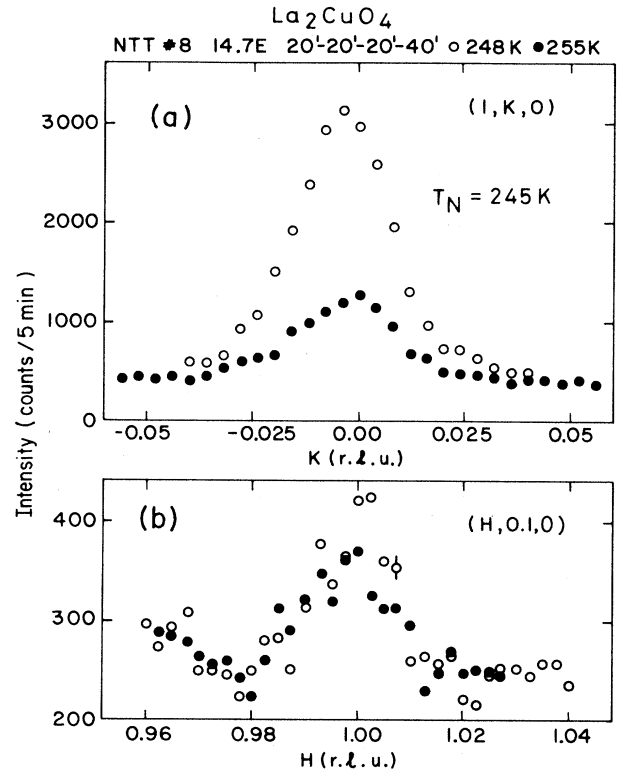 La₂CuO₄
NTT #8 14.7E 20'-20'-20'-40' ○ 248K ● 255K
(a)
(1,K,0)
T_N = 245K
3000
2000
1000
0
-0.05 -0.025 0.00 0.025 0.05
K (r.l.u.)
Intensity (counts/5 min)
(b)
(H,0.1,0)
400
300
200
0.96 0.98 1.00 1.02 1.04
H (r.l.u.)